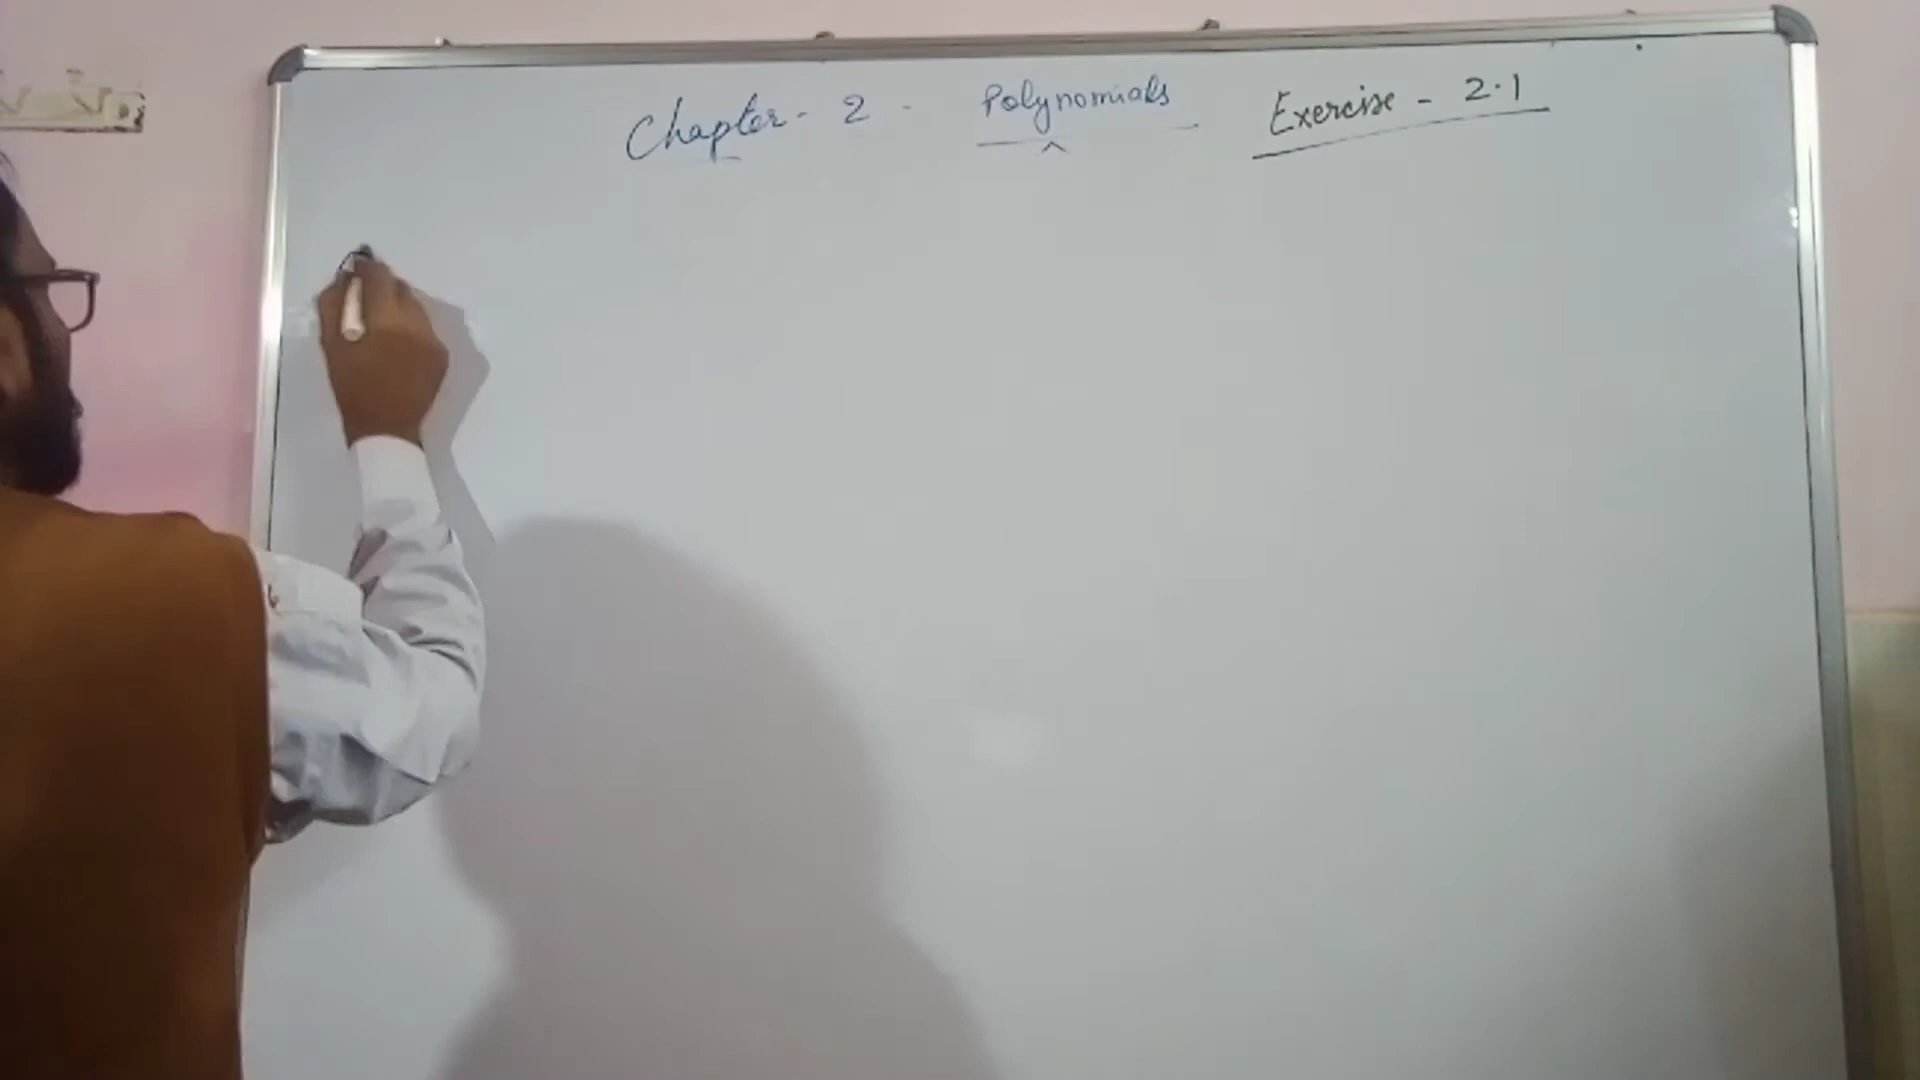 Chapter - 2 - Polynomials Exercise - 2.1